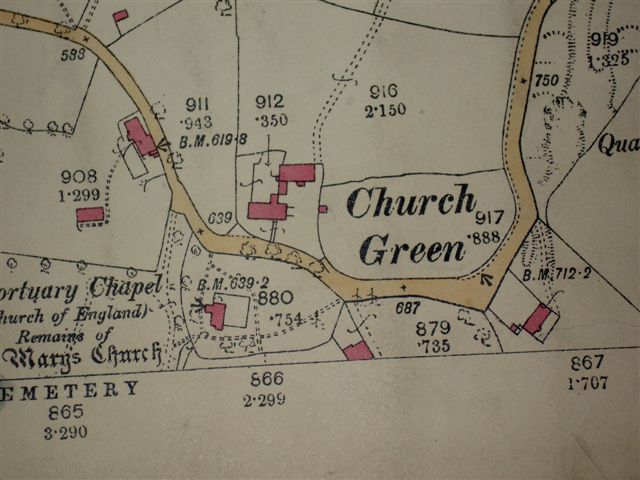 588
919
1·325
750
916
2·150
911
·943
912
·350
B.M. 619·8
908
1·299
639
Church
Green
917
·888
B.M. 712·2
B.M. 639·2
880
·754
687
879
·735
ortuary Chapel
hurch of England)
Remains of
Marys Church
EMETERY
865
3·290
866
2·299
867
1·707
Qua